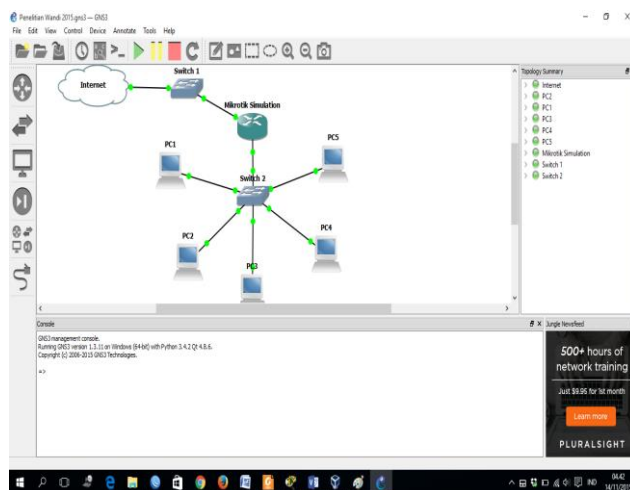 Penelitian Wandi 2015.gns3 — GNS3
File Edit View Control Device Annotate Tools Help
Topology Summary
Internet
PC2
PC1
PC3
PC4
PC5
Mikrotik Simulation
Switch 1
Switch 2
Internet
Switch 1
Mikrotik Simulation
PC1
PC5
Switch 2
PC2
PC4
PC3
Console
Jungle Newsfeed
GNS3 management console.
Running GNS3 version 1.3.11 on Windows (64-bit) with Python 3.4.2 Qt 4.8.6.
Copyright (c) 2006-2015 GNS3 Technologies.
=>
500+ hours of
network training
Just $9.95 for 1st month
Learn more
PLURALSIGHT
IND
04.42